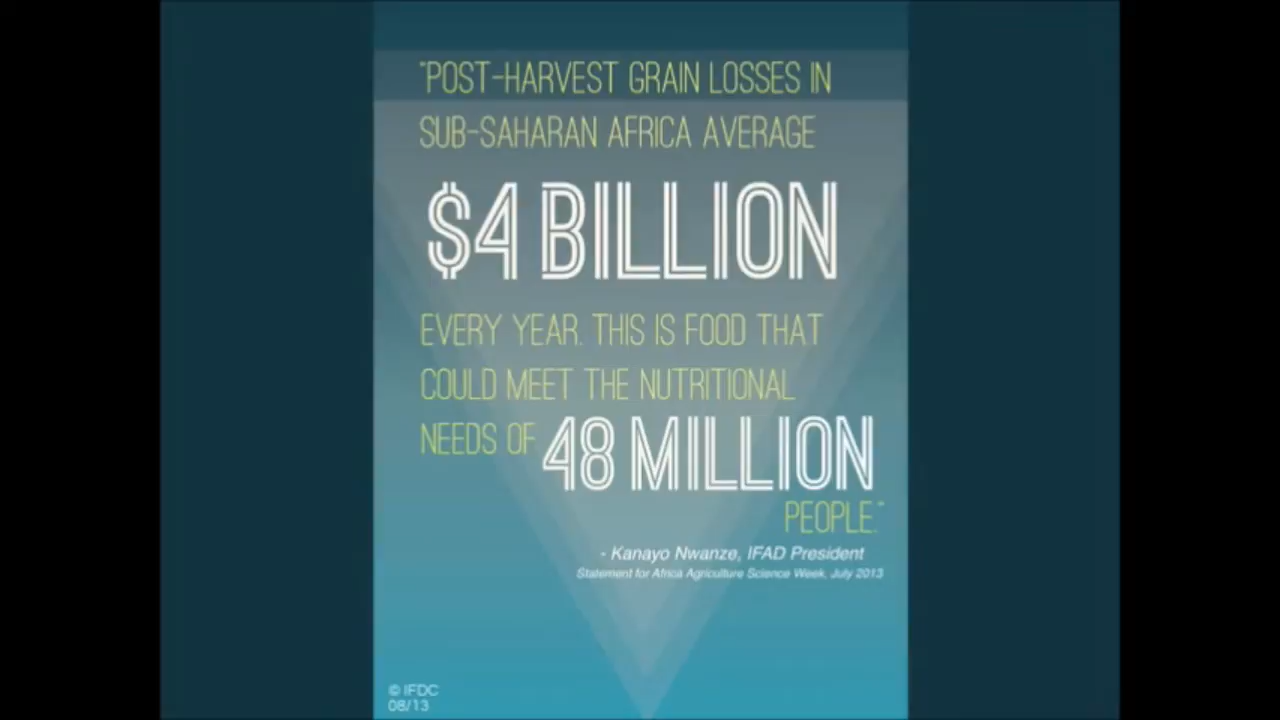 "POST-HARVEST GRAIN LOSSES IN
SUB-SAHARAN AFRICA AVERAGE
$4 BILLION
EVERY YEAR. THIS IS FOOD THAT
COULD MEET THE NUTRITIONAL
NEEDS OF 48 MILLION
PEOPLE."
- Kanayo Nwanze, IFAD President
Statement for Africa Agriculture Science Week, July 2013
© IFDC
08/13